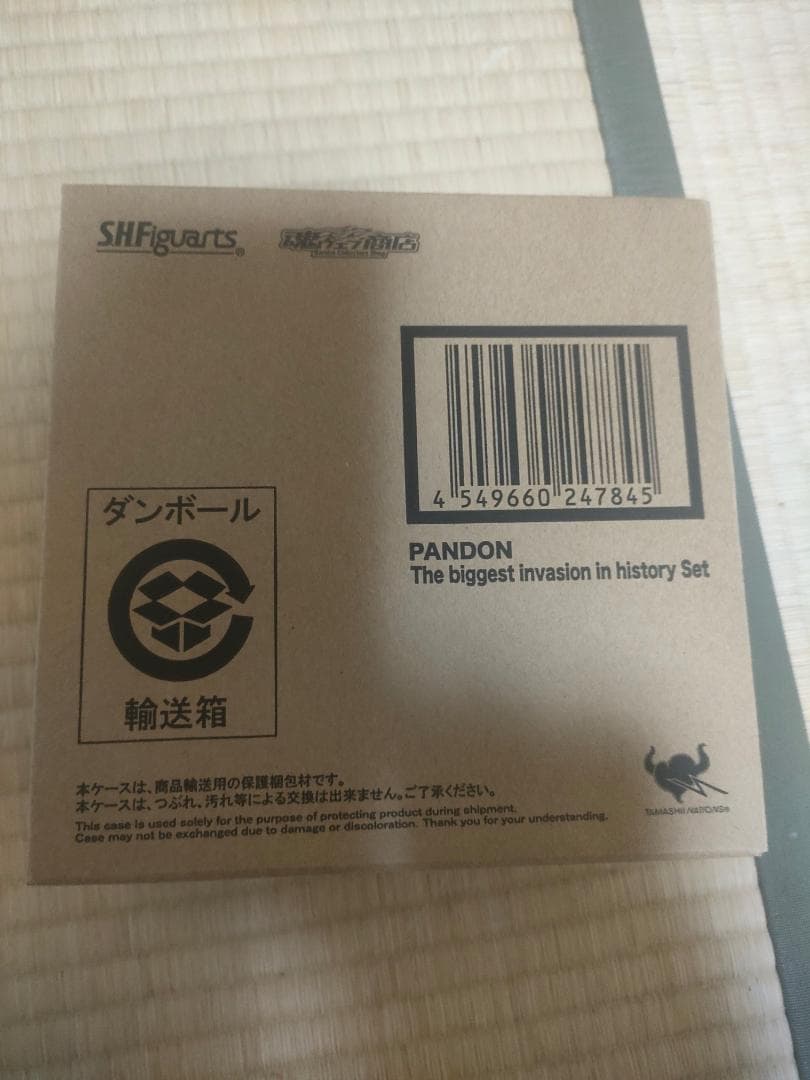 S.H.Figuarts®
魂ウェブ商店
4 549660 247845
PANDON
The biggest invasion in history Set
ダンボール
輸送箱
本ケースは、商品輸送用の保護梱包材です。
本ケースは、つぶれ、汚れ等による交換は出来ません。ご了承ください。
This case is used solely for the purpose of protecting product during shipment.
Case may not be exchanged due to damage or discoloration. Thank you for your understanding.
TAMASHII NATIONS®